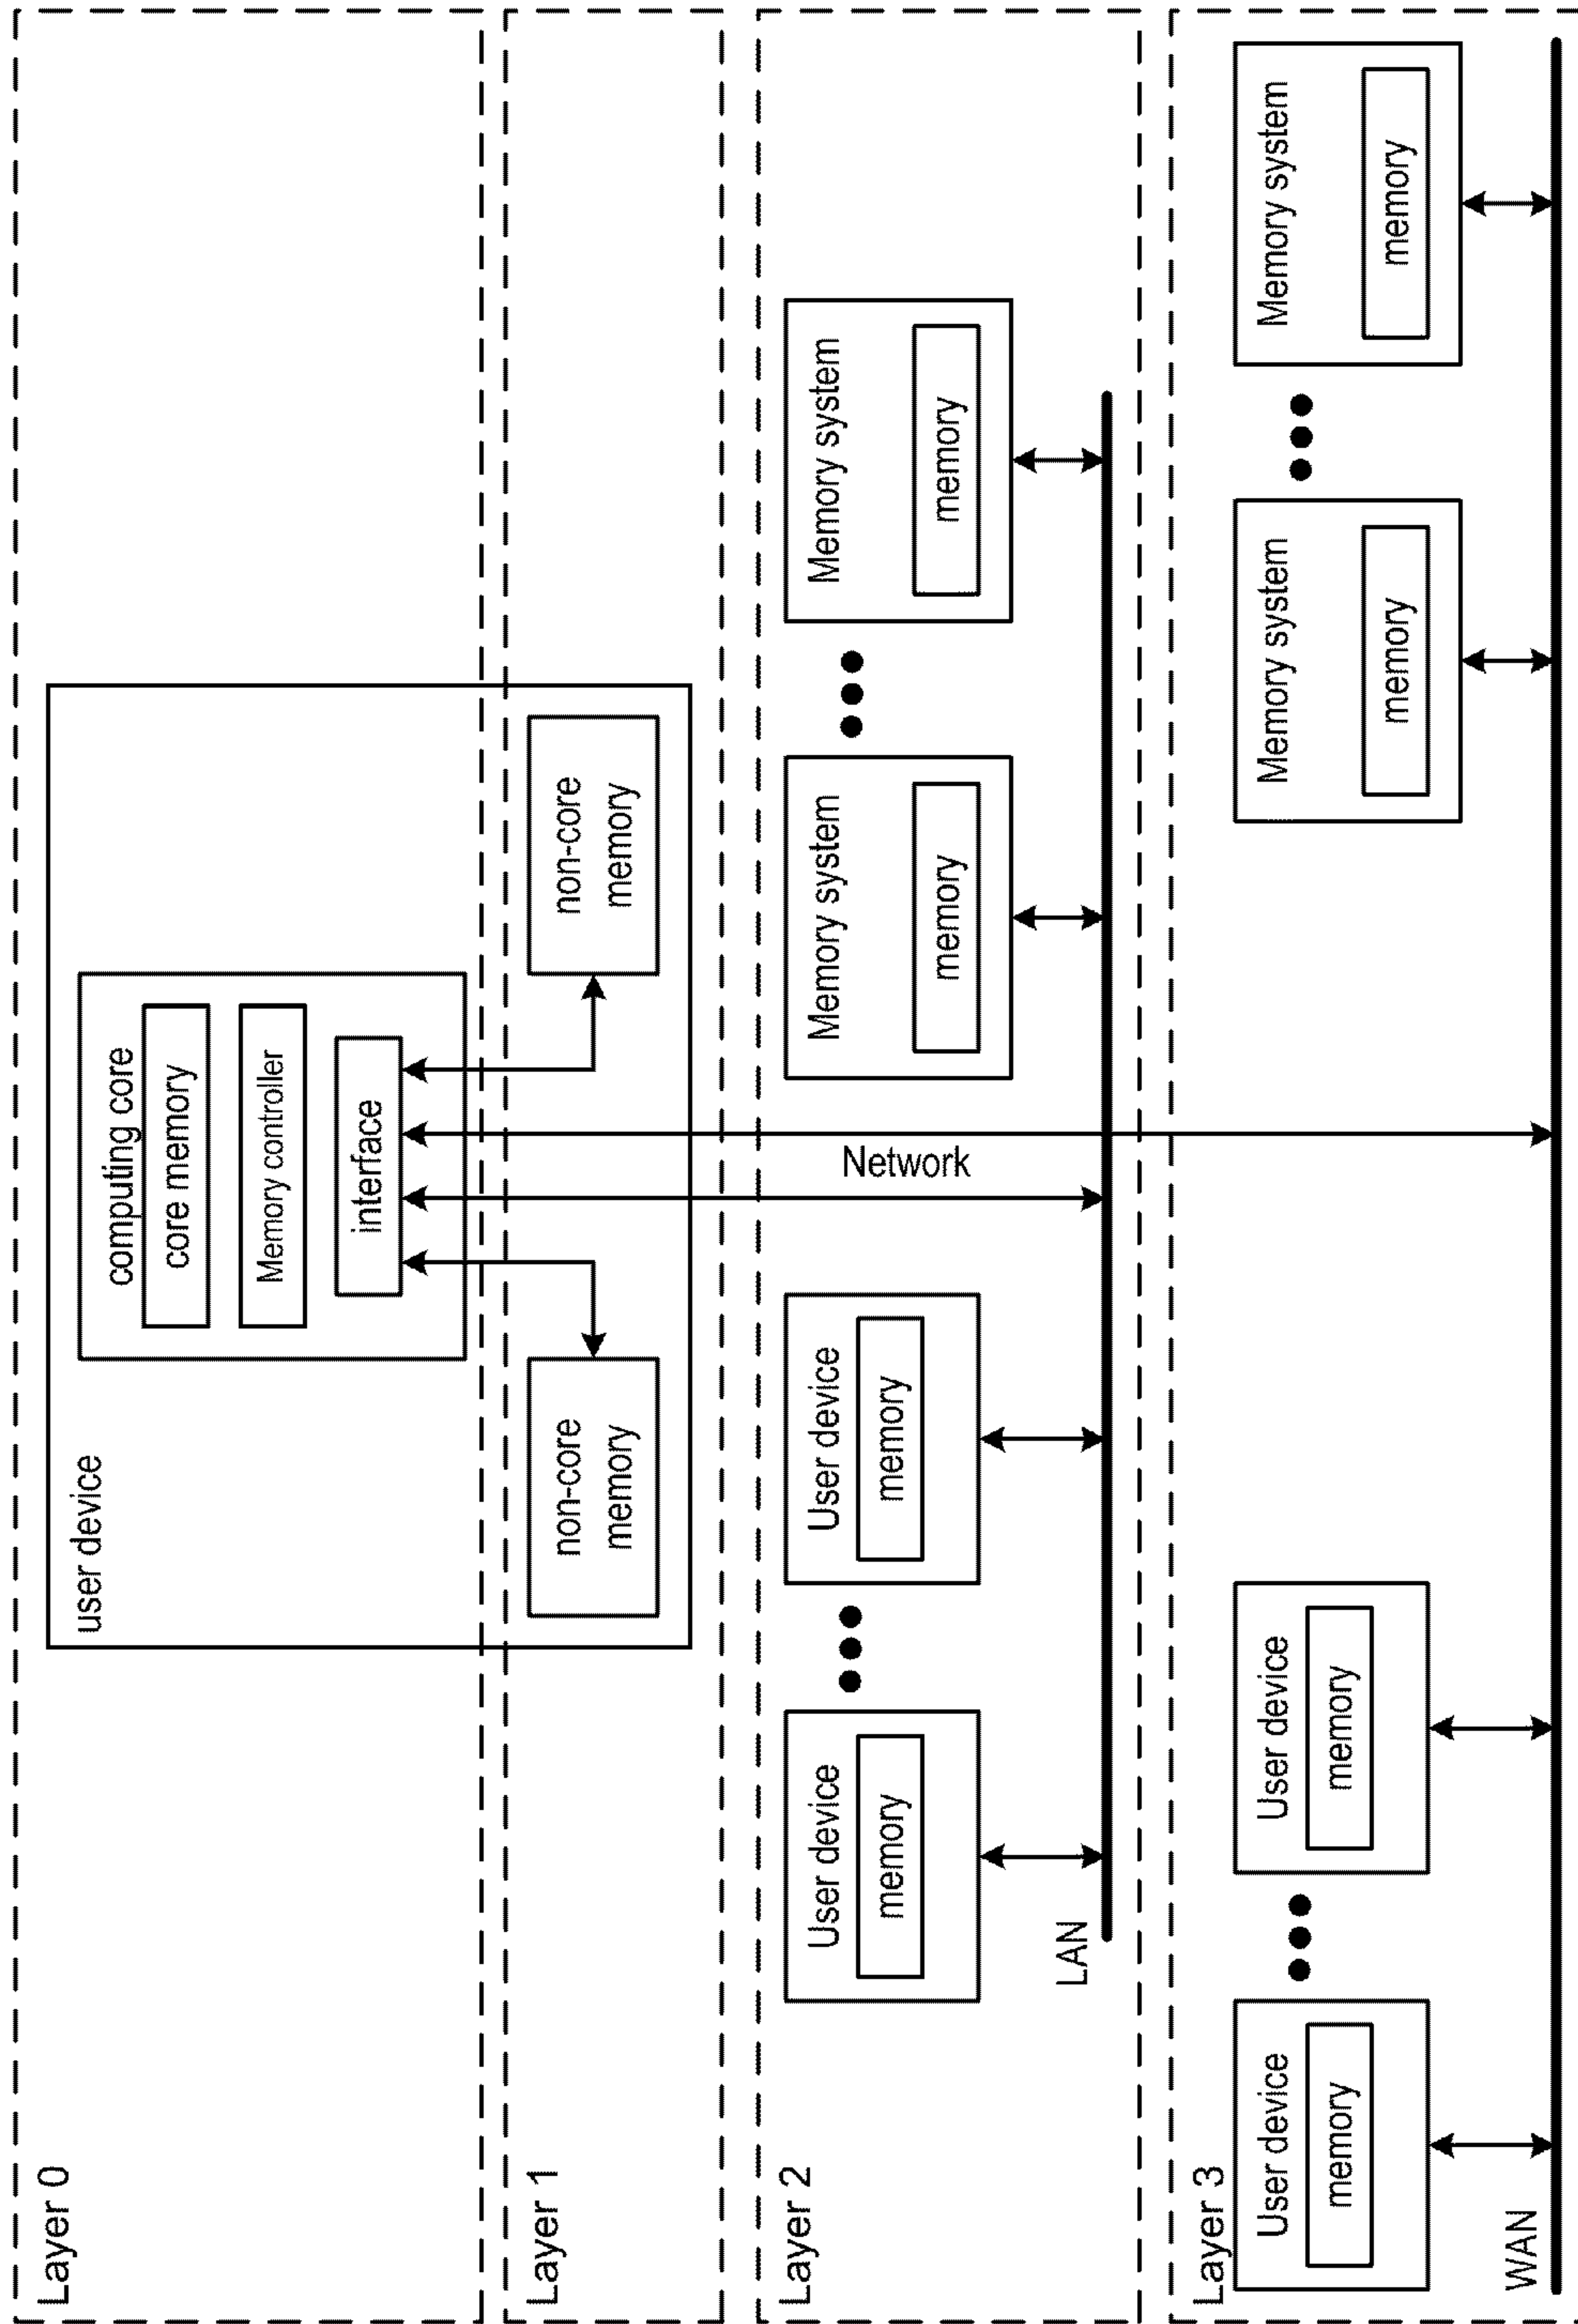 Layer 0
user device
computing core
core memory
Memory controller
interface
Layer 1
non-core
memory
non-core
memory
Network
Layer 2
User device
memory
User device
memory
Memory system
memory
Memory system
memory
LAN
Layer 3
User device
memory
User device
memory
Memory system
memory
Memory system
memory
WAN